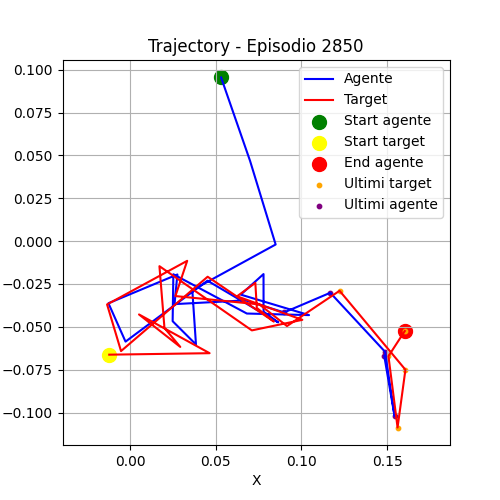 Trajectory - Episodio 2850
0.100
0.075
0.050
0.025
0.000
−0.025
−0.050
−0.075
−0.100
Agente
Target
Start agente
Start target
End agente
Ultimi target
Ultimi agente
0.00 0.05 0.10 0.15
X